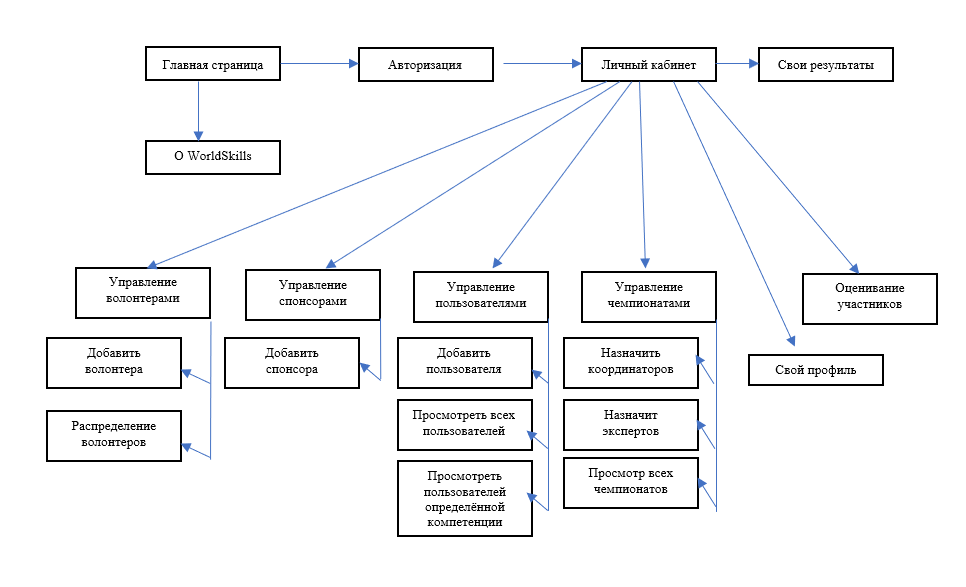 Главная страница
Авторизация
Личный кабинет
Свои результаты
О WorldSkills
Управление
волонтерами
Управление
спонсорами
Управление
пользователями
Управление
чемпионатами
Оценивание
участников
Добавить
волонтера
Добавить
спонсора
Добавить
пользователя
Назначить
координаторов
Свой профиль
Распределение
волонтеров
Просмотреть всех
пользователей
Назначит
экспертов
Просмотреть
пользователей
определённой
компетенции
Просмотр всех
чемпионатов